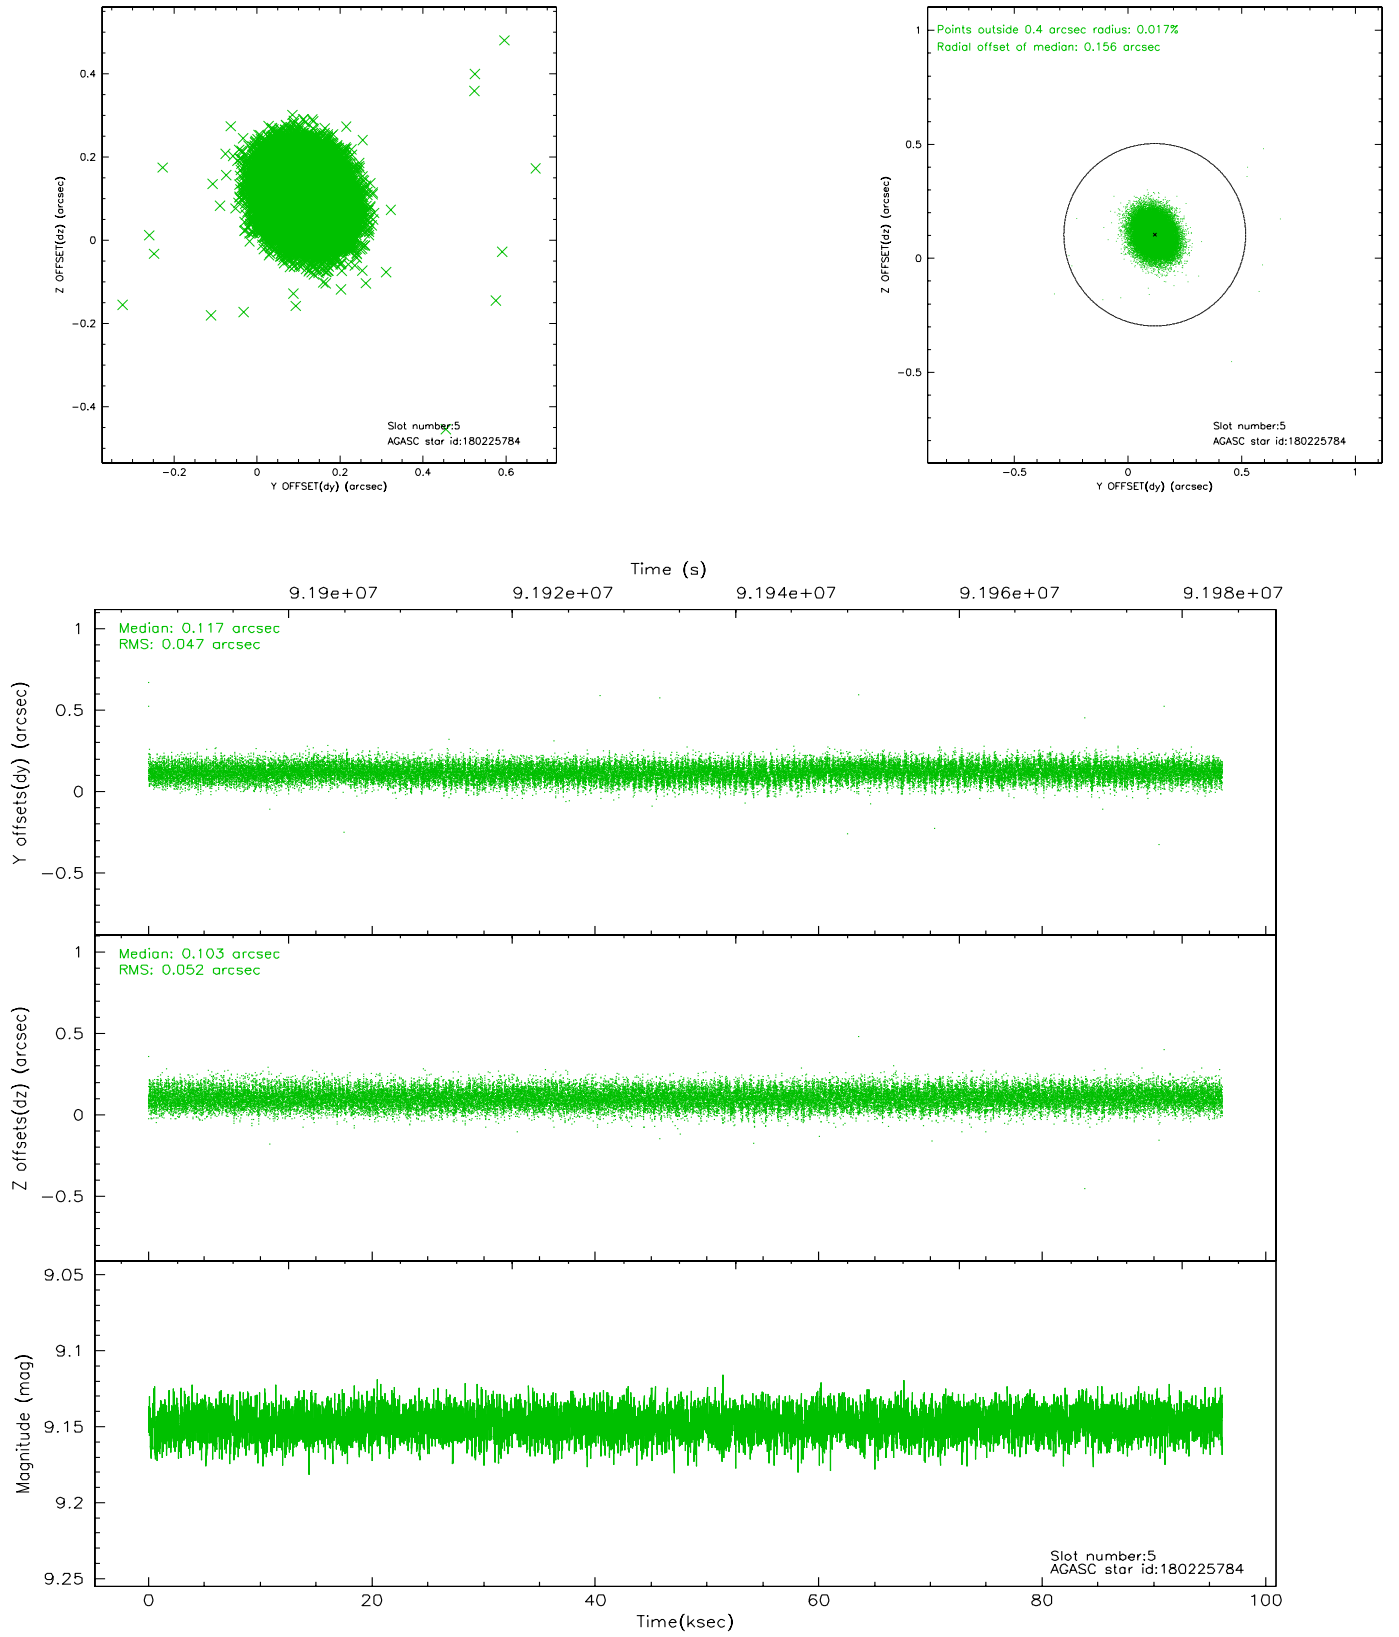 0.4
0.2
0
−0.2
−0.4
Z OFFSET(dz) (arcsec)
Slot number:5
AGASC star id:180225784
−0.2 0 0.2 0.4 0.6
Y OFFSET(dy) (arcsec)
Points outside 0.4 arcsec radius: 0.017%
Radial offset of median: 0.156 arcsec
1
0.5
0
−0.5
Z OFFSET(dz) (arcsec)
Slot number:5
AGASC star id:180225784
−0.5 0 0.5 1
Y OFFSET(dy) (arcsec)
Time (s)
9.19e+07 9.192e+07 9.194e+07 9.196e+07 9.198e+07
Median: 0.117 arcsec
RMS: 0.047 arcsec
1
0.5
0
−0.5
Y offsets(dy) (arcsec)
Median: 0.103 arcsec
RMS: 0.052 arcsec
1
0.5
0
−0.5
Z offsets(dz) (arcsec)
9.05
9.1
9.15
9.2
9.25
Magnitude (mag)
Slot number:5
AGASC star id:180225784
0 20 40 60 80 100
Time(ksec)